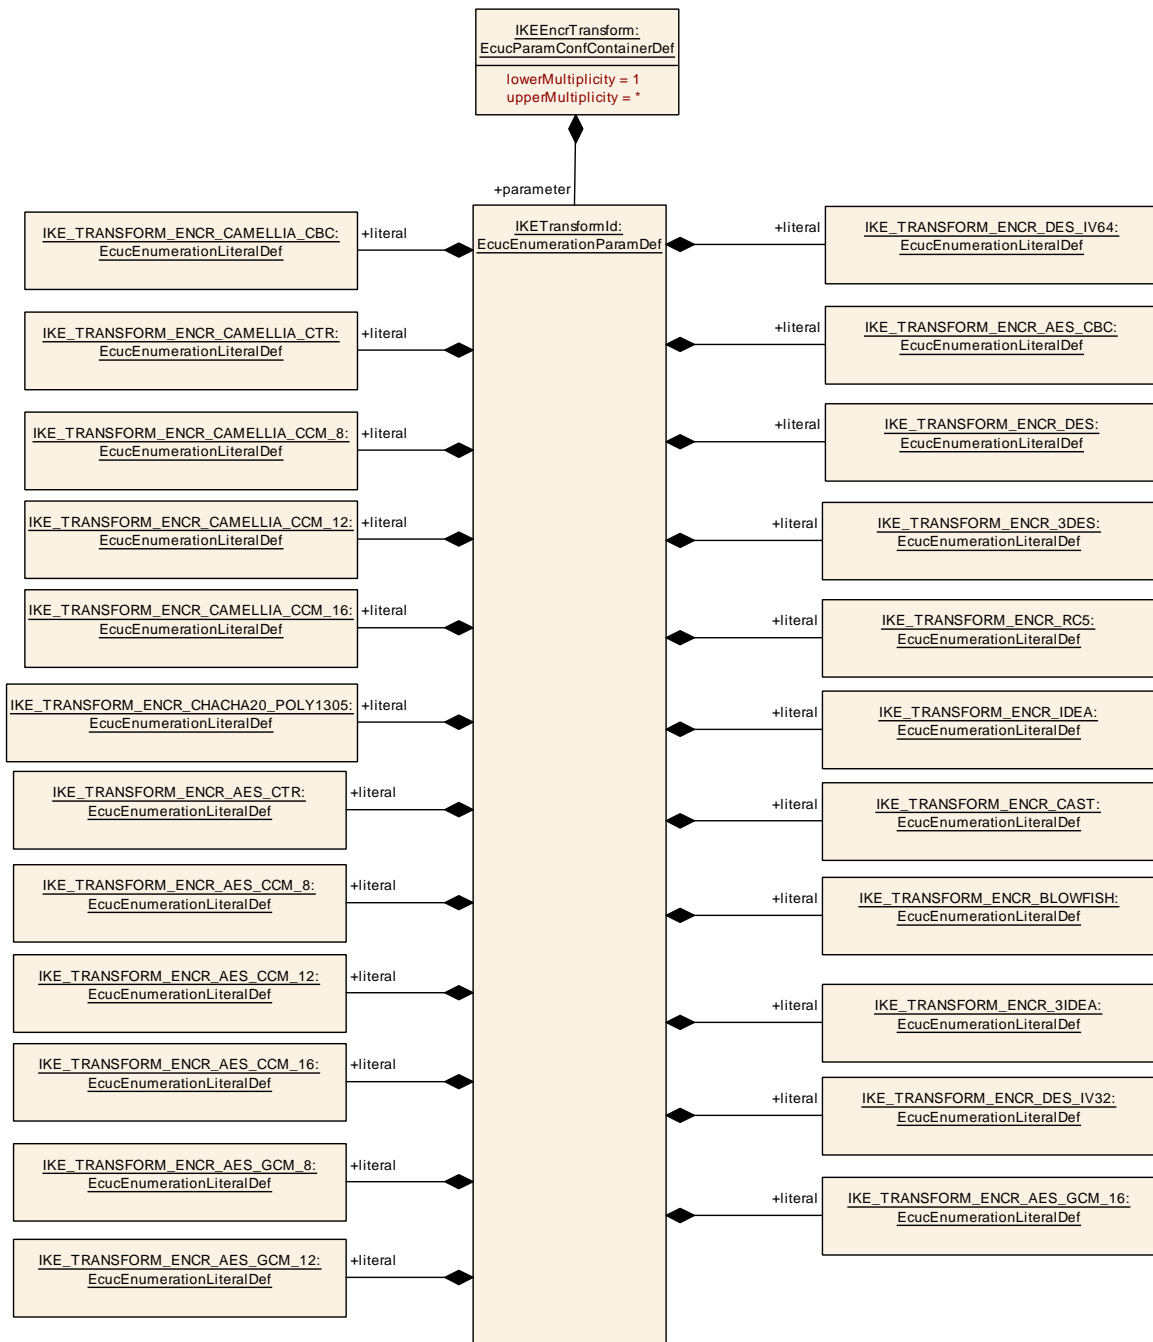 IKEEncrTransform:
EcucParamConfContainerDef
lowerMultiplicity = 1
upperMultiplicity = *
+parameter
IKETransformId:
EcucEnumerationParamDef
IKE_TRANSFORM_ENCR_CAMELLIA_CBC:
EcucEnumerationLiteralDef
+literal
IKE_TRANSFORM_ENCR_CAMELLIA_CTR:
EcucEnumerationLiteralDef
+literal
IKE_TRANSFORM_ENCR_CAMELLIA_CCM_8:
EcucEnumerationLiteralDef
+literal
IKE_TRANSFORM_ENCR_CAMELLIA_CCM_12:
EcucEnumerationLiteralDef
+literal
IKE_TRANSFORM_ENCR_CAMELLIA_CCM_16:
EcucEnumerationLiteralDef
+literal
IKE_TRANSFORM_ENCR_CHACHA20_POLY1305:
EcucEnumerationLiteralDef
+literal
IKE_TRANSFORM_ENCR_AES_CTR:
EcucEnumerationLiteralDef
+literal
IKE_TRANSFORM_ENCR_AES_CCM_8:
EcucEnumerationLiteralDef
+literal
IKE_TRANSFORM_ENCR_AES_CCM_12:
EcucEnumerationLiteralDef
+literal
IKE_TRANSFORM_ENCR_AES_CCM_16:
EcucEnumerationLiteralDef
+literal
IKE_TRANSFORM_ENCR_AES_GCM_8:
EcucEnumerationLiteralDef
+literal
IKE_TRANSFORM_ENCR_AES_GCM_12:
EcucEnumerationLiteralDef
+literal
+literal
IKE_TRANSFORM_ENCR_DES_IV64:
EcucEnumerationLiteralDef
+literal
IKE_TRANSFORM_ENCR_AES_CBC:
EcucEnumerationLiteralDef
+literal
IKE_TRANSFORM_ENCR_DES:
EcucEnumerationLiteralDef
+literal
IKE_TRANSFORM_ENCR_3DES:
EcucEnumerationLiteralDef
+literal
IKE_TRANSFORM_ENCR_RC5:
EcucEnumerationLiteralDef
+literal
IKE_TRANSFORM_ENCR_IDEA:
EcucEnumerationLiteralDef
+literal
IKE_TRANSFORM_ENCR_CAST:
EcucEnumerationLiteralDef
+literal
IKE_TRANSFORM_ENCR_BLOWFISH:
EcucEnumerationLiteralDef
+literal
IKE_TRANSFORM_ENCR_3IDEA:
EcucEnumerationLiteralDef
+literal
IKE_TRANSFORM_ENCR_DES_IV32:
EcucEnumerationLiteralDef
+literal
IKE_TRANSFORM_ENCR_AES_GCM_16:
EcucEnumerationLiteralDef